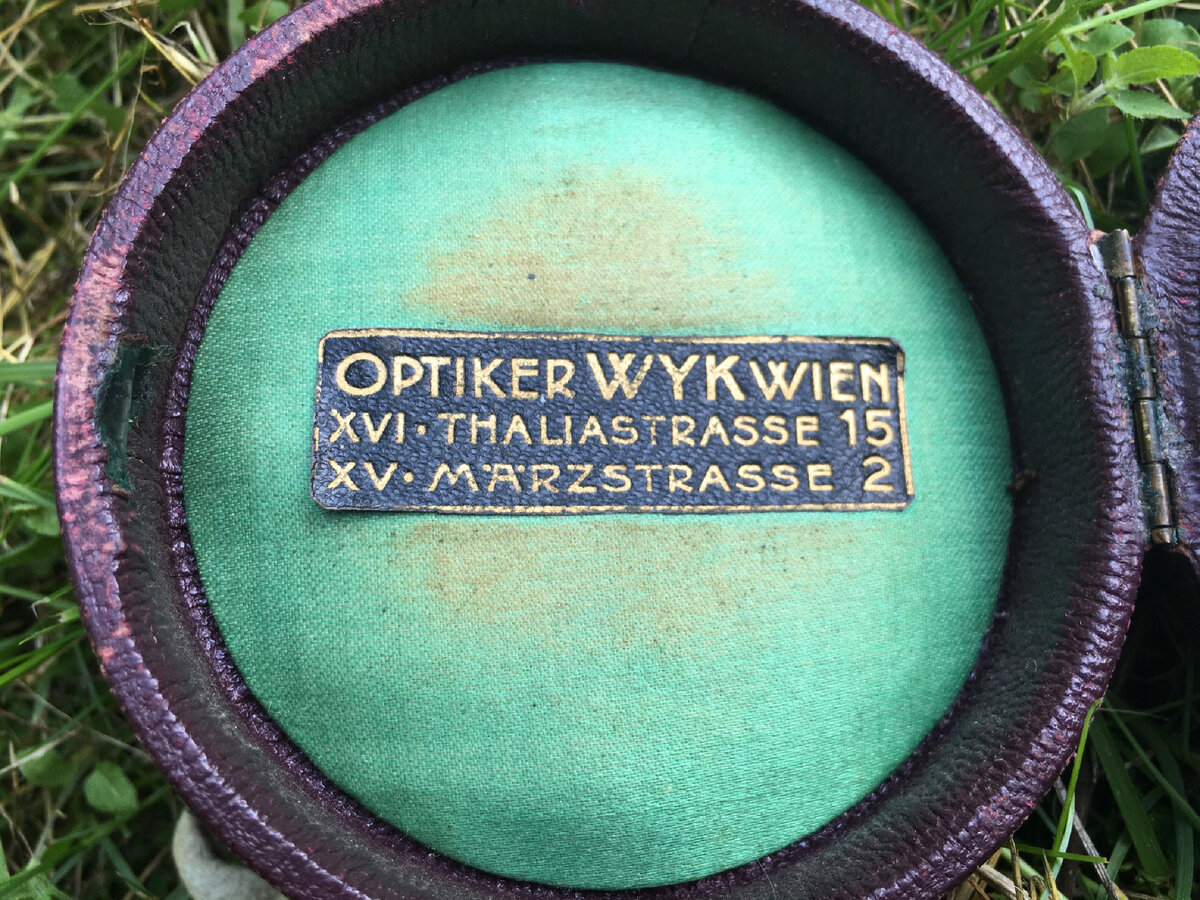 OPTIKER WYK WIEN
XVI · THALIASTRASSE 15
XV · MÄRZSTRASSE 2